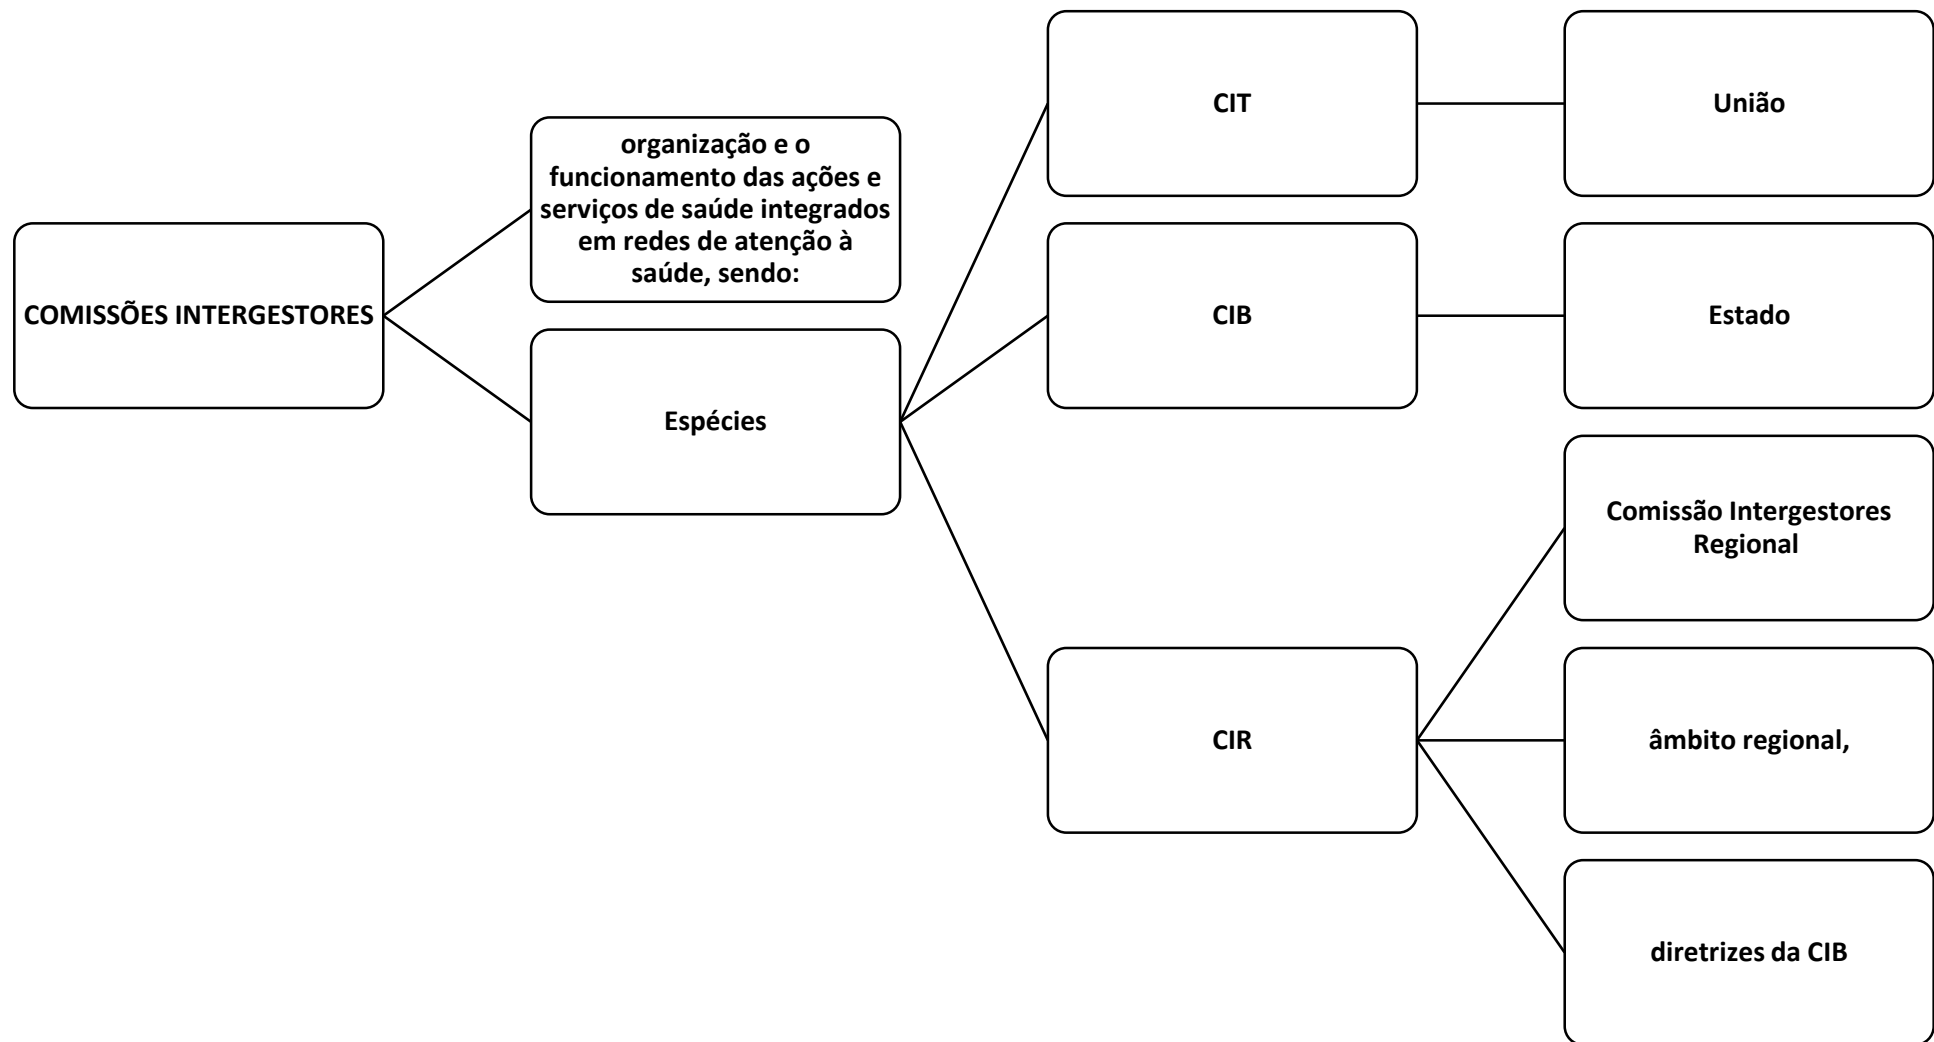 COMISSÕES INTERGESTORES
organização e o
funcionamento das ações e
serviços de saúde integrados
em redes de atenção à
saúde, sendo:
Espécies
CIT
União
CIB
Estado
CIR
Comissão Intergestores
Regional
âmbito regional,
diretrizes da CIB